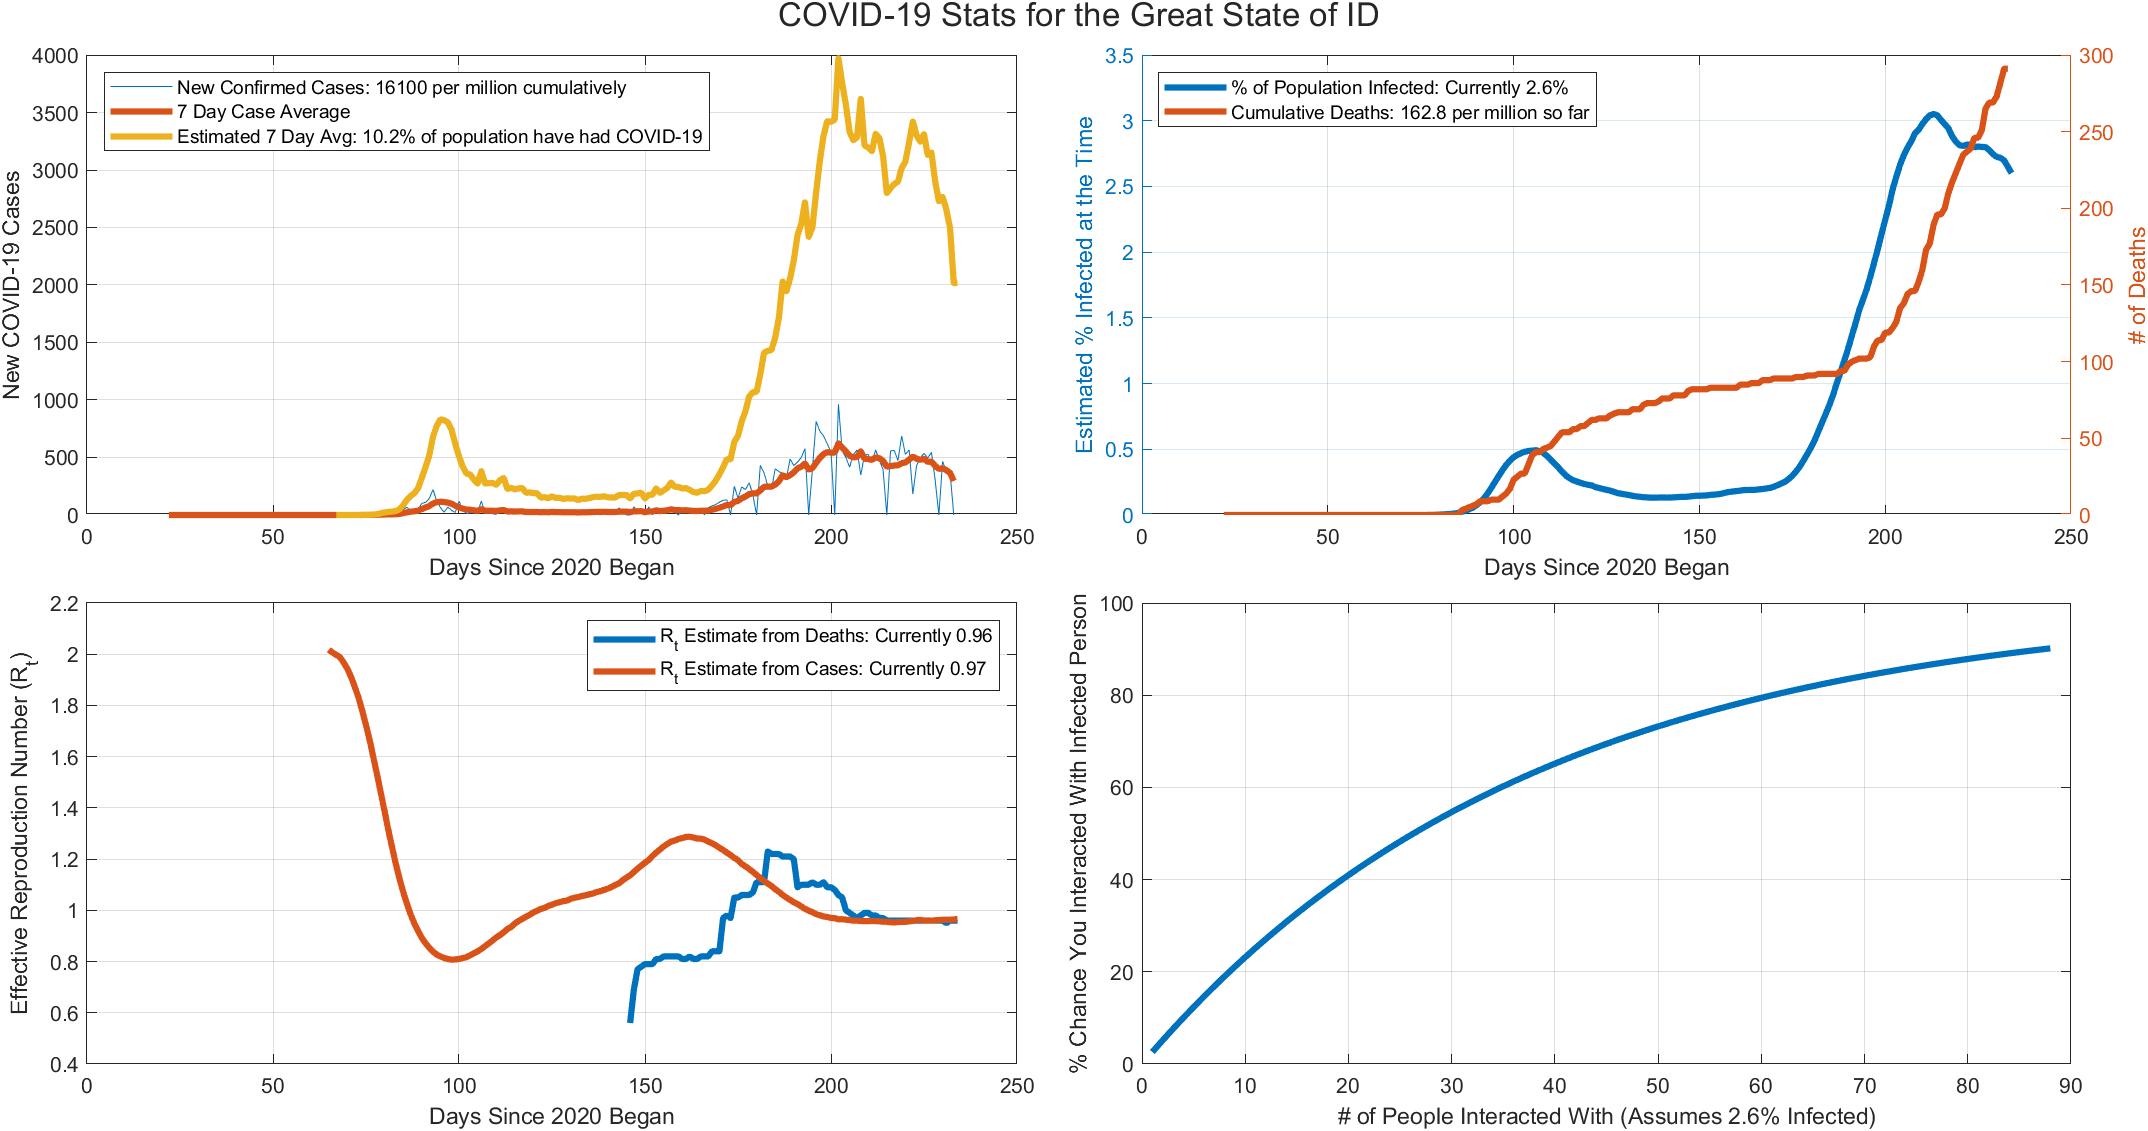 COVID-19 Stats for the Great State of ID
New COVID-19 Cases
4000
3500
3000
2500
2000
1500
1000
500
0
New Confirmed Cases: 16100 per million cumulatively
7 Day Case Average
Estimated 7 Day Avg: 10.2% of population have had COVID-19
0 50 100 150 200 250
Days Since 2020 Began
Estimated % Infected at the Time
3.5
3
2.5
2
1.5
1
0.5
0
% of Population Infected: Currently 2.6%
Cumulative Deaths: 162.8 per million so far
300
250
200
150
100
50
0
# of Deaths
0 50 100 150 200 250
Days Since 2020 Began
Effective Reproduction Number (Rt)
2.2
2
1.8
1.6
1.4
1.2
1
0.8
0.6
0.4
Rt Estimate from Deaths: Currently 0.96
Rt Estimate from Cases: Currently 0.97
0 50 100 150 200 250
Days Since 2020 Began
% Chance You Interacted With Infected Person
100
80
60
40
20
0
0 10 20 30 40 50 60 70 80 90
# of People Interacted With (Assumes 2.6% Infected)